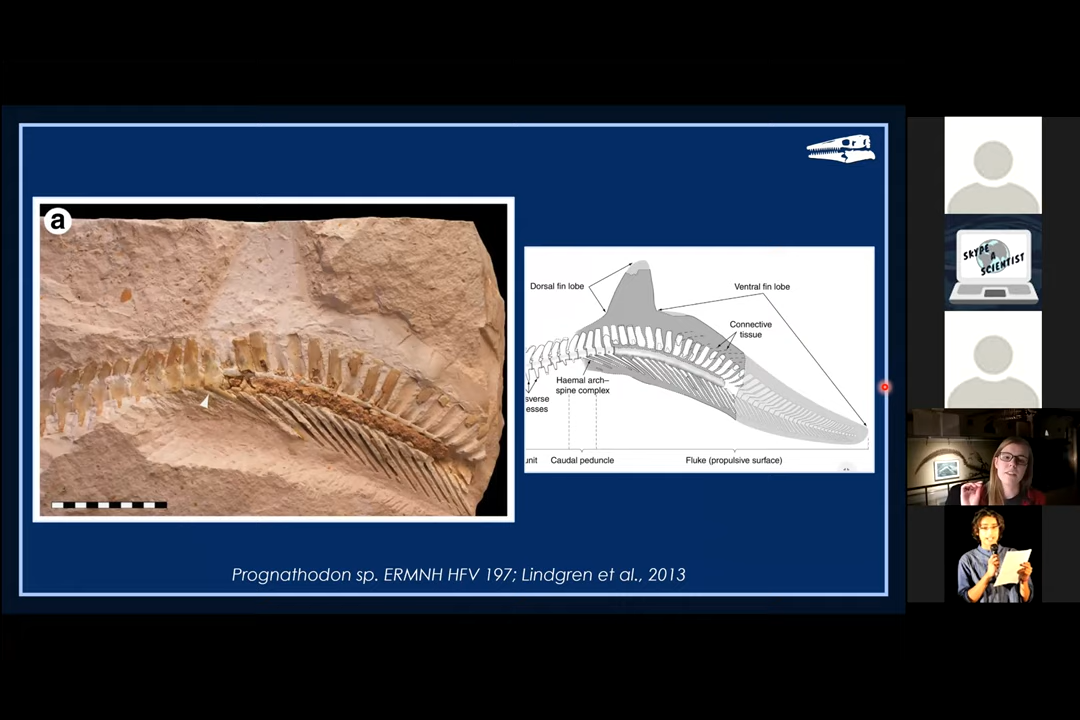 a
Dorsal fin lobe
Ventral fin lobe
Connective
tissue
Haemal arch–
spine complex
sverse
esses
unit
Caudal peduncle
Fluke (propulsive surface)
Prognathodon sp. ERMNH HFV 197; Lindgren et al., 2013
SKYPE
A
SCIENTIST